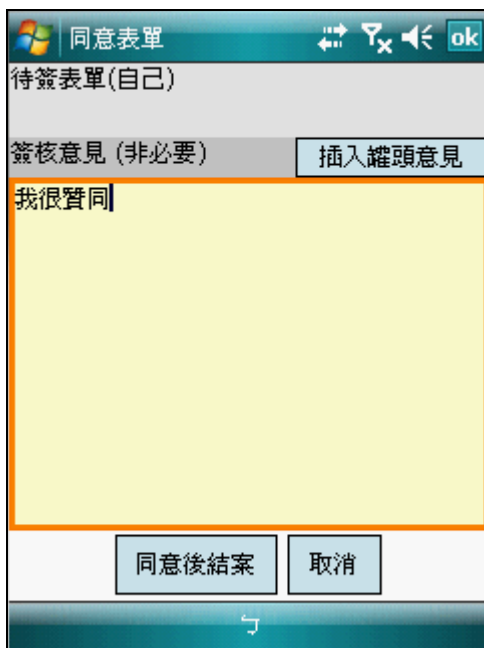 同意表單 ok
待簽表單(自己)
簽核意見 (非必要) 插入罐頭意見
我很贊同
同意後結案 取消
ㄅ